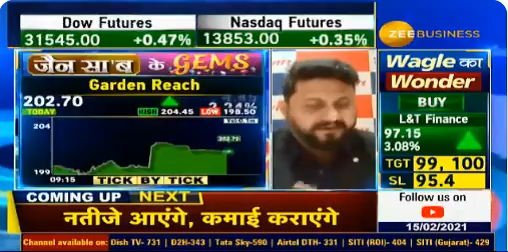 Dow Futures
31545.00 +0.47%
Nasdaq Futures
13853.00 +0.35%
ZEE BUSINESS
जैन सा'ब के GEMS
Garden Reach
202.70
TODAY HIGH 204.45 LOW 198.50
204
202.70
199
09:15 TICK BY TICK
Wagle का
Wonder
BUY
L&T Finance
97.15
3.08%
TGT 99, 100
SL 95.4
COMING UP NEXT
नतीजे आएंगे, कमाई कराएंगे
Follow us on
15/02/2021
Channel available on: Dish TV- 731 | D2H-343 | Tata Sky-590 | Airtel DTH- 331 | SITI (ROI)- 404 | SITI (Gujarat)- 429